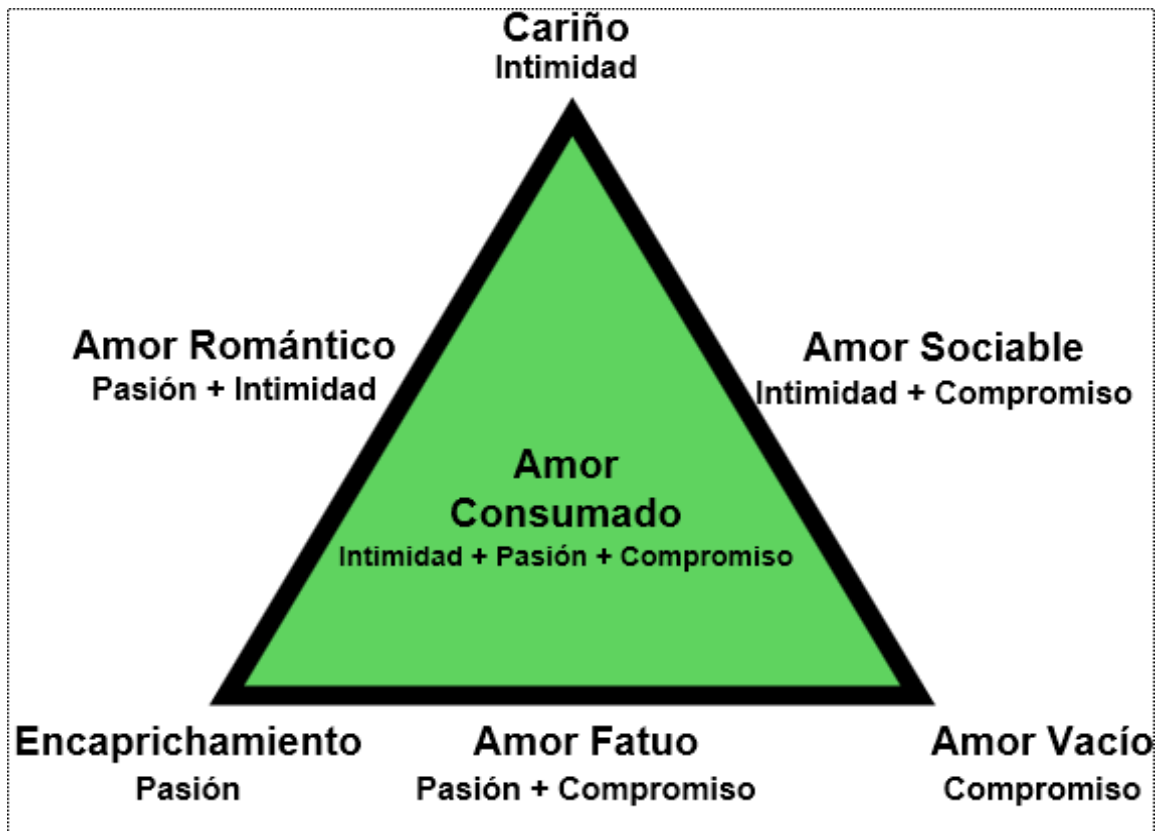 Cariño
Intimidad
Amor Romántico
Pasión + Intimidad
Amor Sociable
Intimidad + Compromiso
Amor
Consumado
Intimidad + Pasión + Compromiso
Encaprichamiento
Pasión
Amor Fatuo
Pasión + Compromiso
Amor Vacío
Compromiso